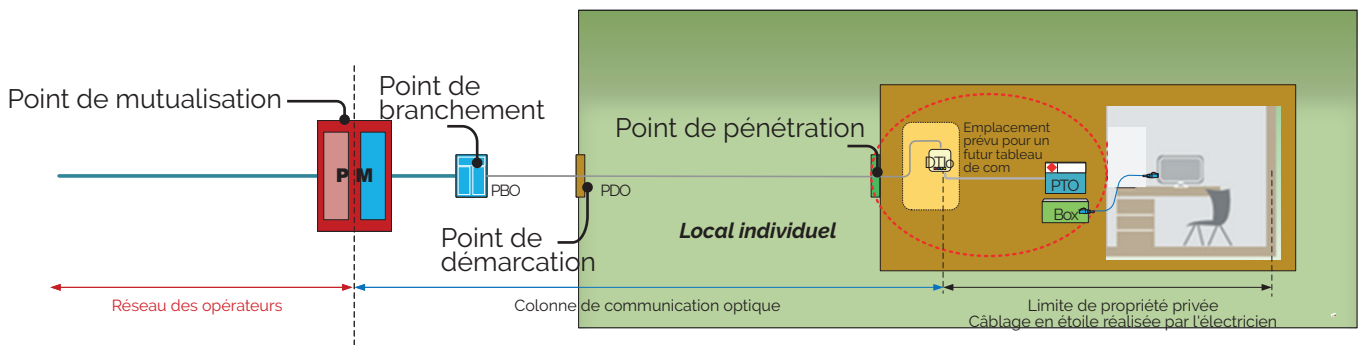 Point de mutualisation
Point de
branchement
Point de pénétration
Emplacement
prévu pour un
futur tableau
de com
DTIo
PM
PBO
PDO
PTO
Box
Point de
démarcation
Local individuel
Réseau des opérateurs
Colonne de communication optique
Limite de propriété privée
Câblage en étoile réalisée par l'électricien